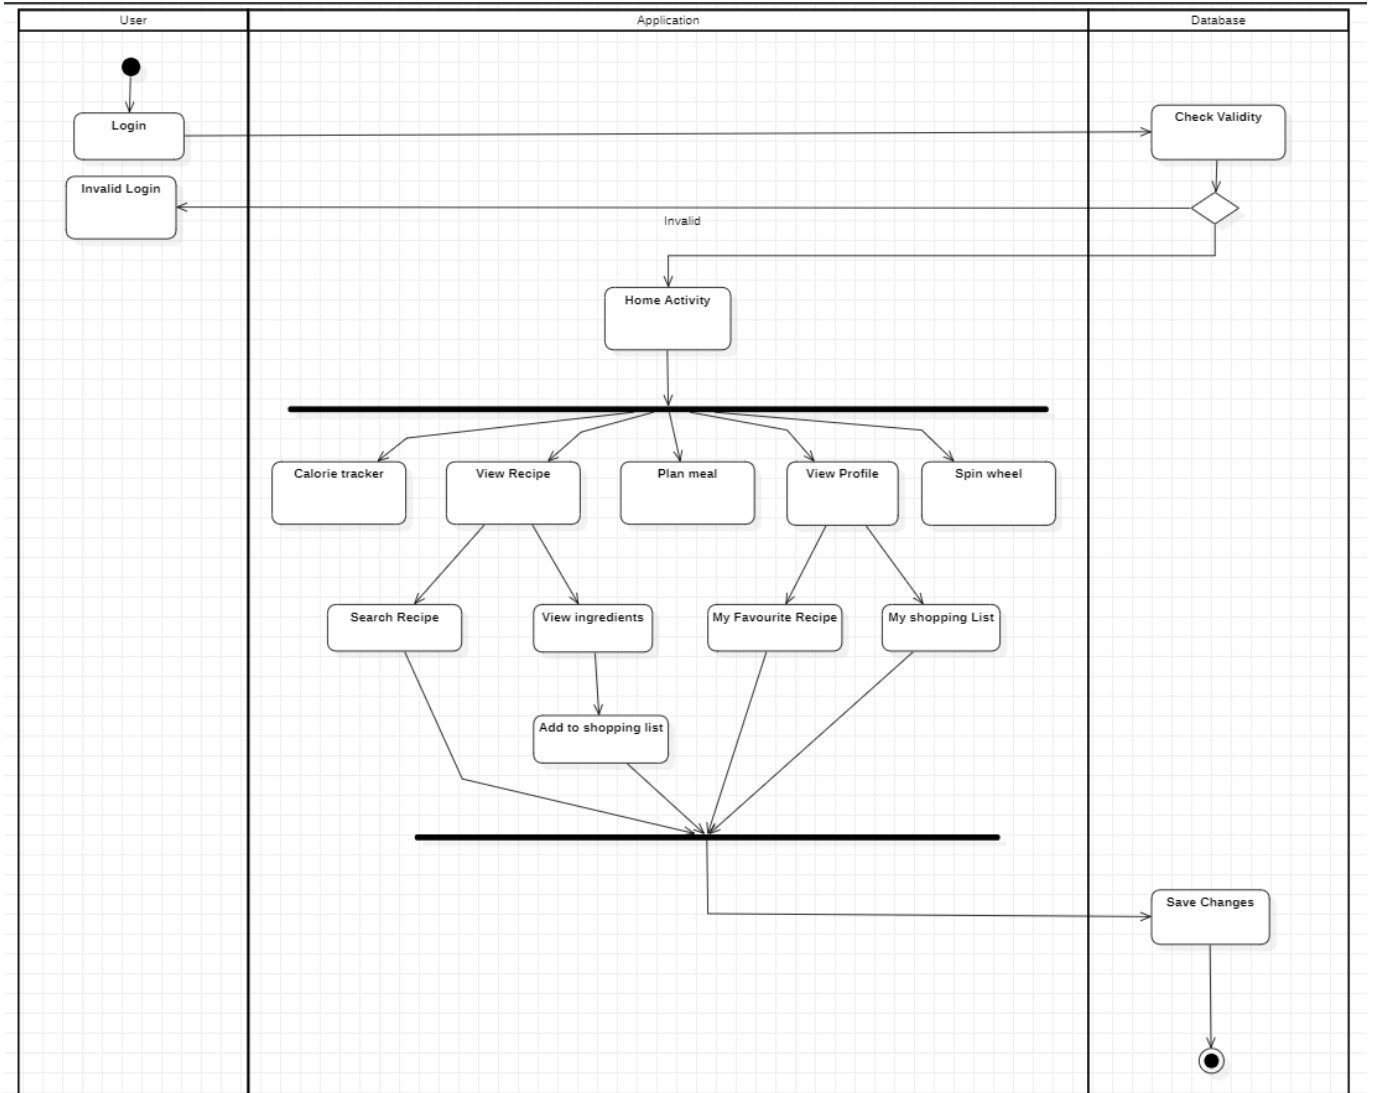 User
Application
Database
Login
Check Validity
Invalid Login
Invalid
Home Activity
Calorie tracker
View Recipe
Plan meal
View Profile
Spin wheel
Search Recipe
View ingredients
My Favourite Recipe
My shopping List
Add to shopping list
Save Changes